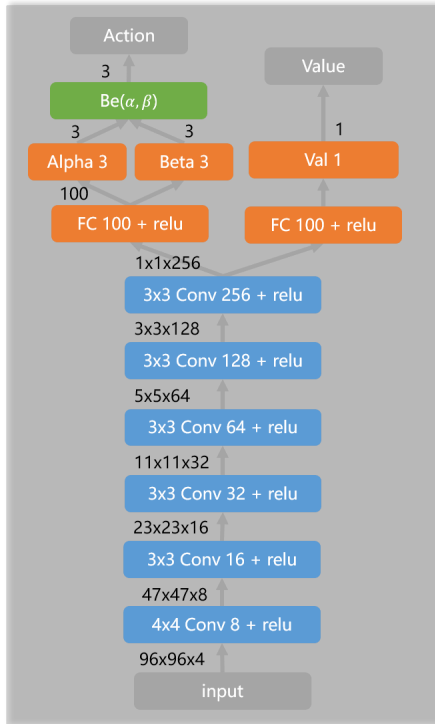 Action
Value
3
Be(α, β)
3 3
1
Alpha 3 Beta 3
Val 1
100
FC 100 + relu
FC 100 + relu
1x1x256
3x3 Conv 256 + relu
3x3x128
3x3 Conv 128 + relu
5x5x64
3x3 Conv 64 + relu
11x11x32
3x3 Conv 32 + relu
23x23x16
3x3 Conv 16 + relu
47x47x8
4x4 Conv 8 + relu
96x96x4
input